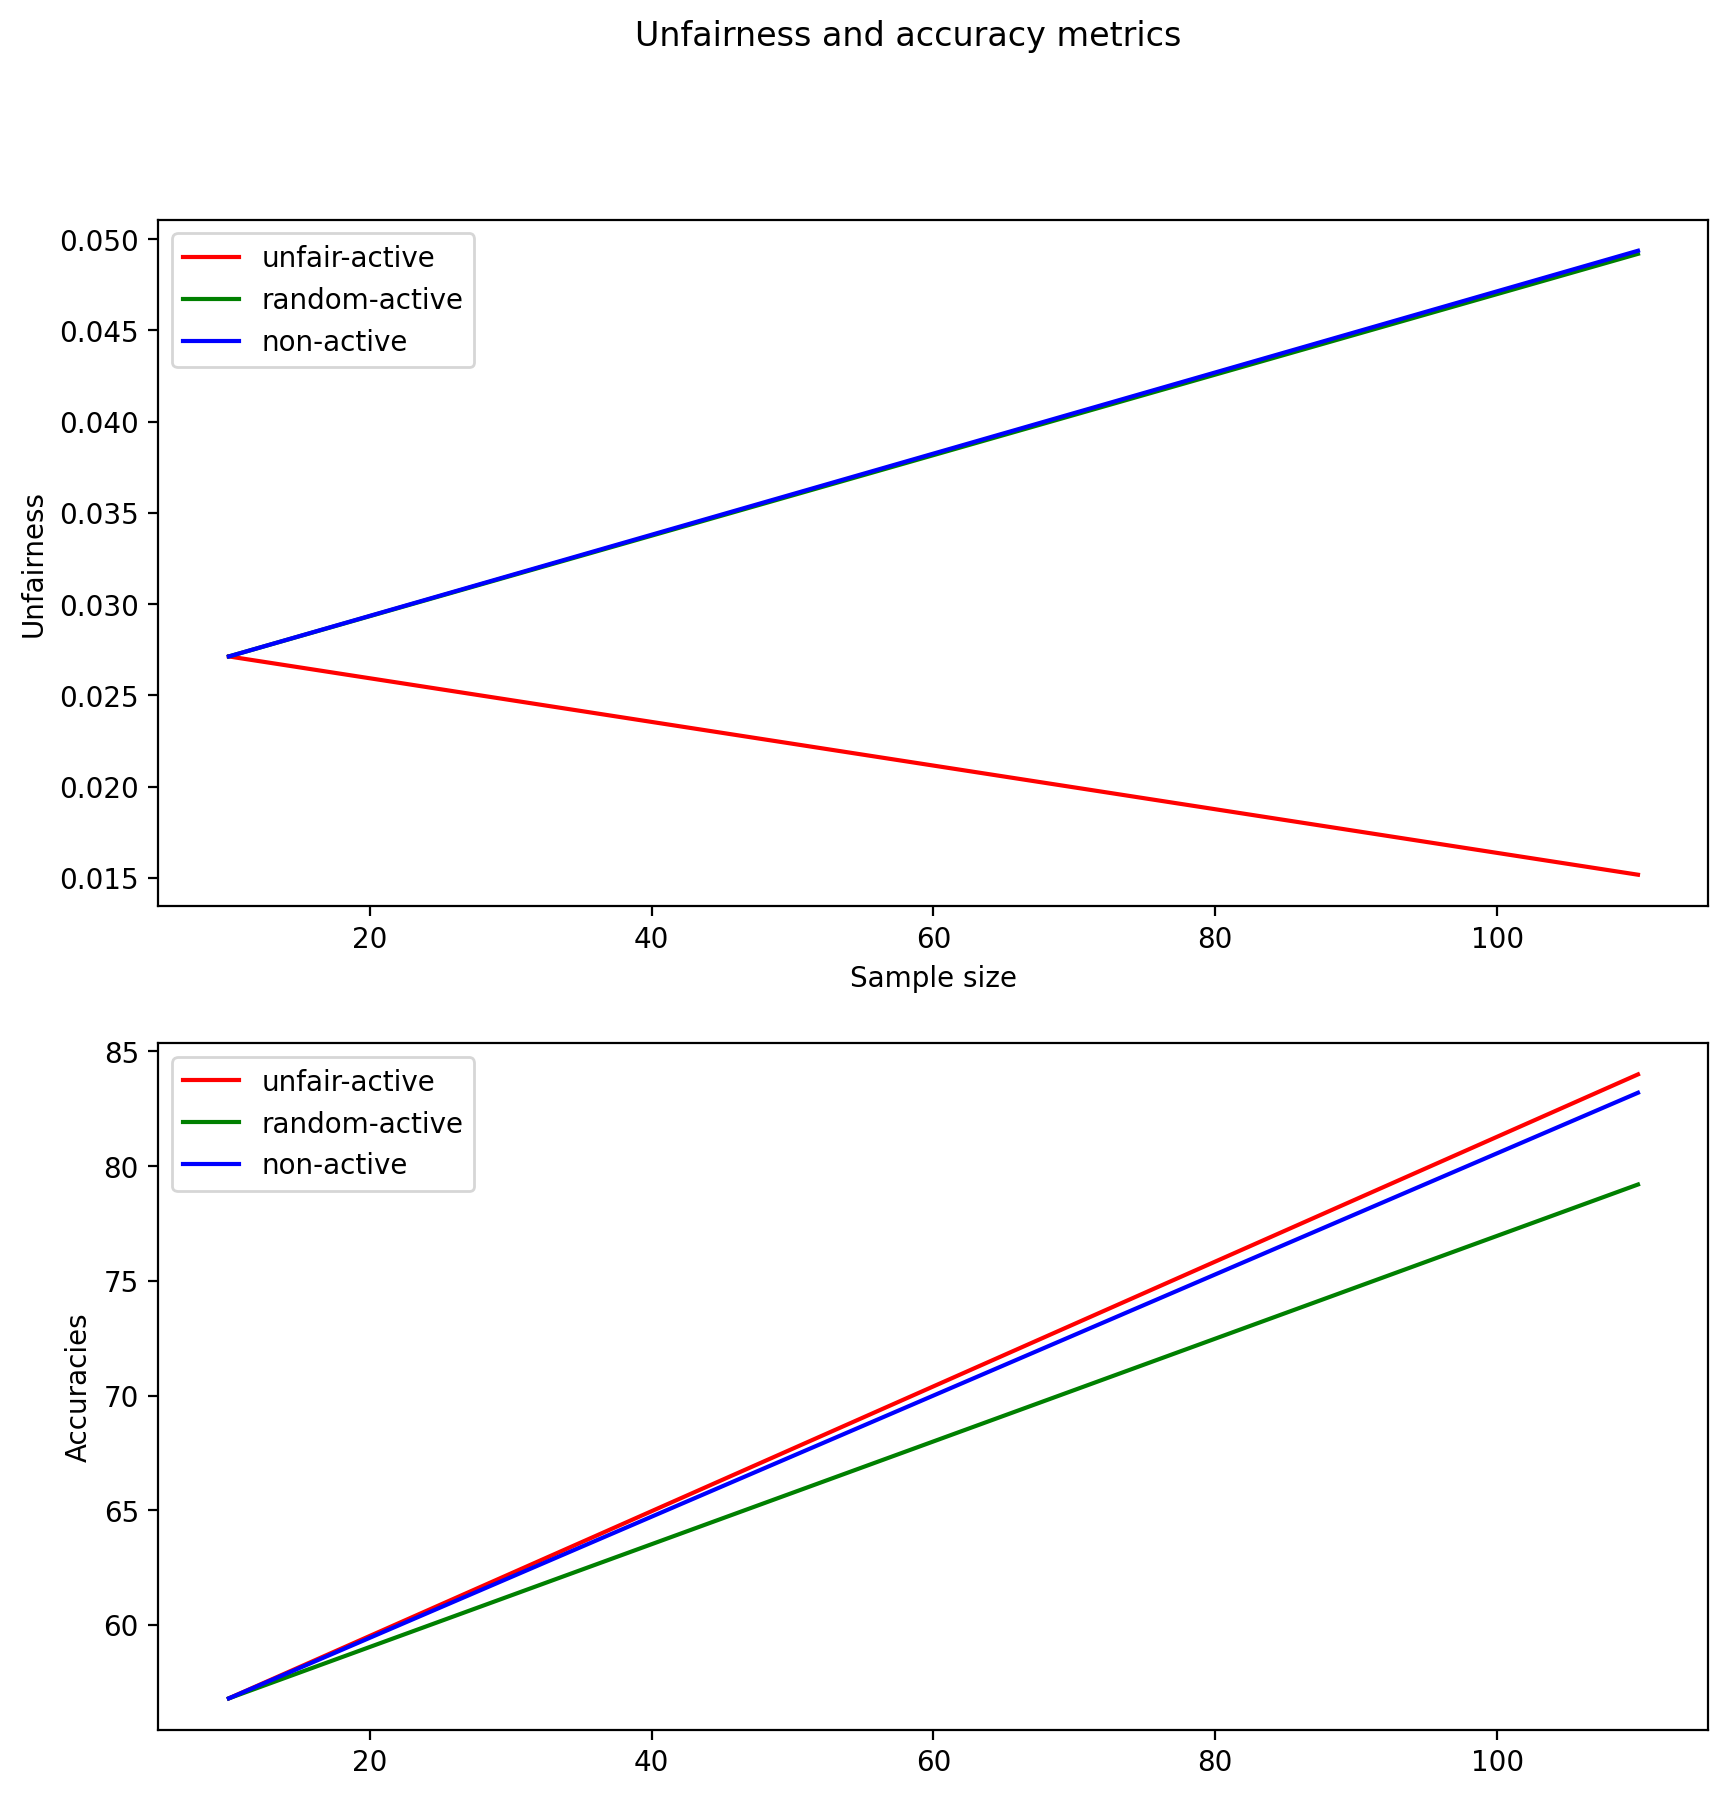 Unfairness and accuracy metrics
unfair-active
random-active
non-active
0.050
0.045
0.040
0.035
0.030
0.025
0.020
0.015
Unfairness
20 40 60 80 100
Sample size
unfair-active
random-active
non-active
85
80
75
70
65
60
Accuracies
20 40 60 80 100